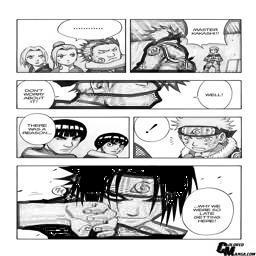 ............
MASTER
KAKASHI!!
DON'T
WORRY
ABOUT
IT!
WELL!
THERE
WAS A
REASON...
!
...WHY
WE WERE
SO LATE
GETTING
HERE!
COLORED
MANGA.COM